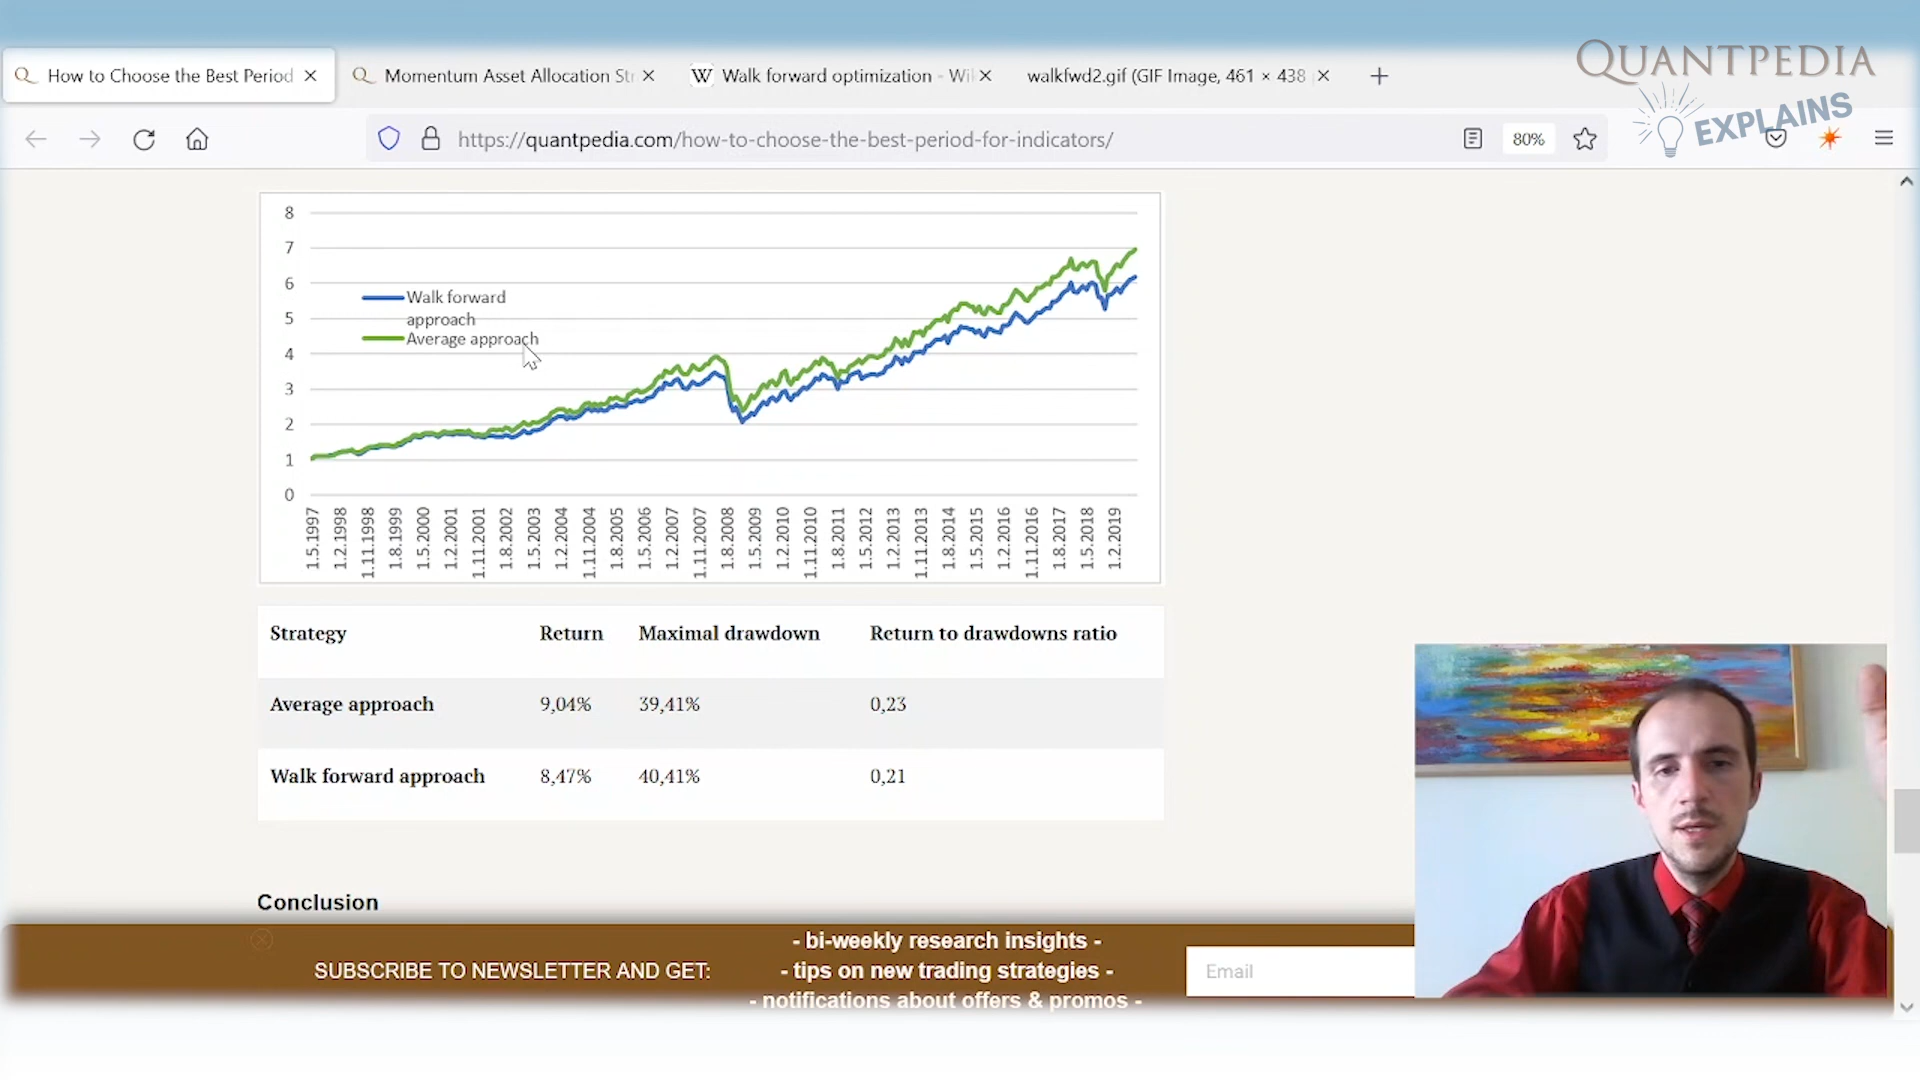 How to Choose the Best Period
Momentum Asset Allocation Str
W Walk forward optimization - Wik
walkfwd2.gif (GIF Image, 461 × 438
QUANTPEDIA
EXPLAINS
https://quantpedia.com/how-to-choose-the-best-period-for-indicators/
80%
8
7
6
5
4
3
2
1
0
Walk forward
approach
Average approach
1.5.1997
1.2.1998
1.11.1998
1.8.1999
1.5.2000
1.2.2001
1.11.2001
1.8.2002
1.5.2003
1.2.2004
1.11.2004
1.8.2005
1.5.2006
1.2.2007
1.11.2007
1.8.2008
1.5.2009
1.2.2010
1.11.2010
1.8.2011
1.5.2012
1.2.2013
1.11.2013
1.8.2014
1.5.2015
1.2.2016
1.11.2016
1.8.2017
1.5.2018
1.2.2019
Strategy Return Maximal drawdown Return to drawdowns ratio
Average approach 9,04% 39,41% 0,23
Walk forward approach 8,47% 40,41% 0,21
Conclusion
SUBSCRIBE TO NEWSLETTER AND GET:
- bi-weekly research insights -
- tips on new trading strategies -
- notifications about offers & promos -
Email